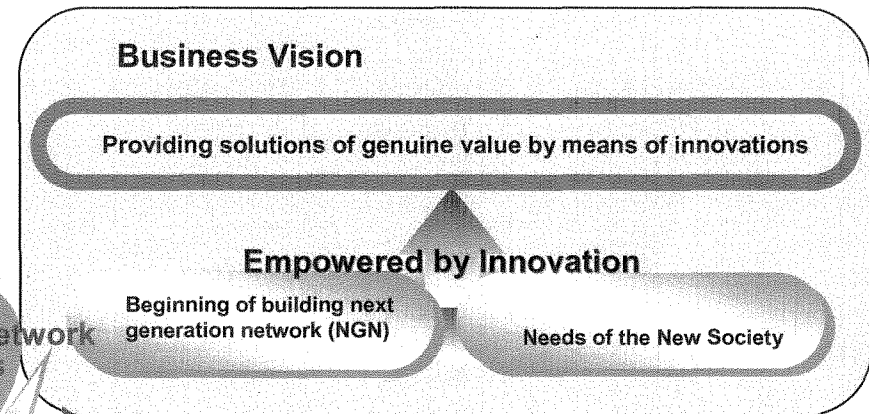 Business Vision
Providing solutions of genuine value by means of innovations
Empowered by Innovation
Beginning of building next
generation network (NGN)
Needs of the New Society